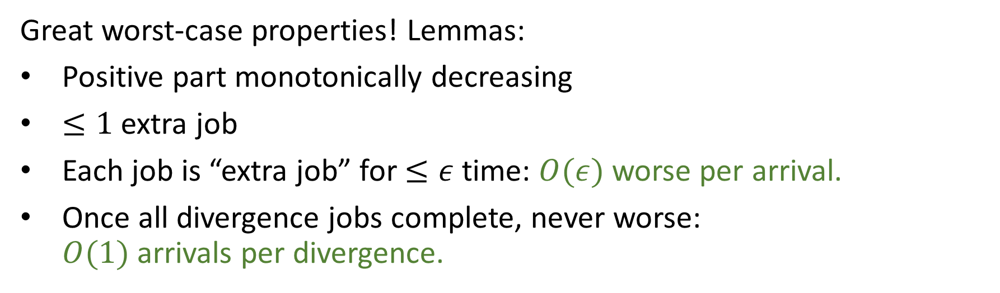 Great worst-case properties! Lemmas:
• Positive part monotonically decreasing
• ≤ 1 extra job
• Each job is “extra job” for ≤ ϵ time: O(ϵ) worse per arrival.
• Once all divergence jobs complete, never worse:
O(1) arrivals per divergence.